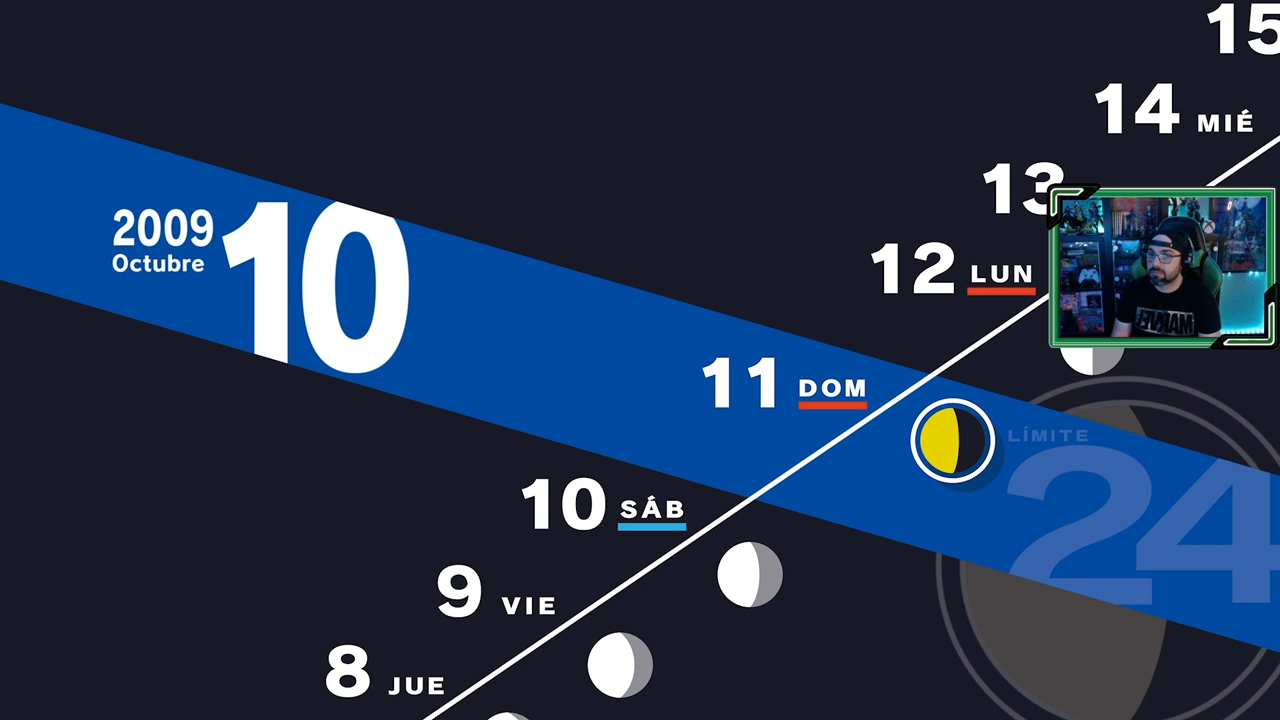 15
14 MIÉ
13
12 LUN
11 DOM
10 SÁB
9 VIE
8 JUE
2009
Octubre
10
LÍMITE
24